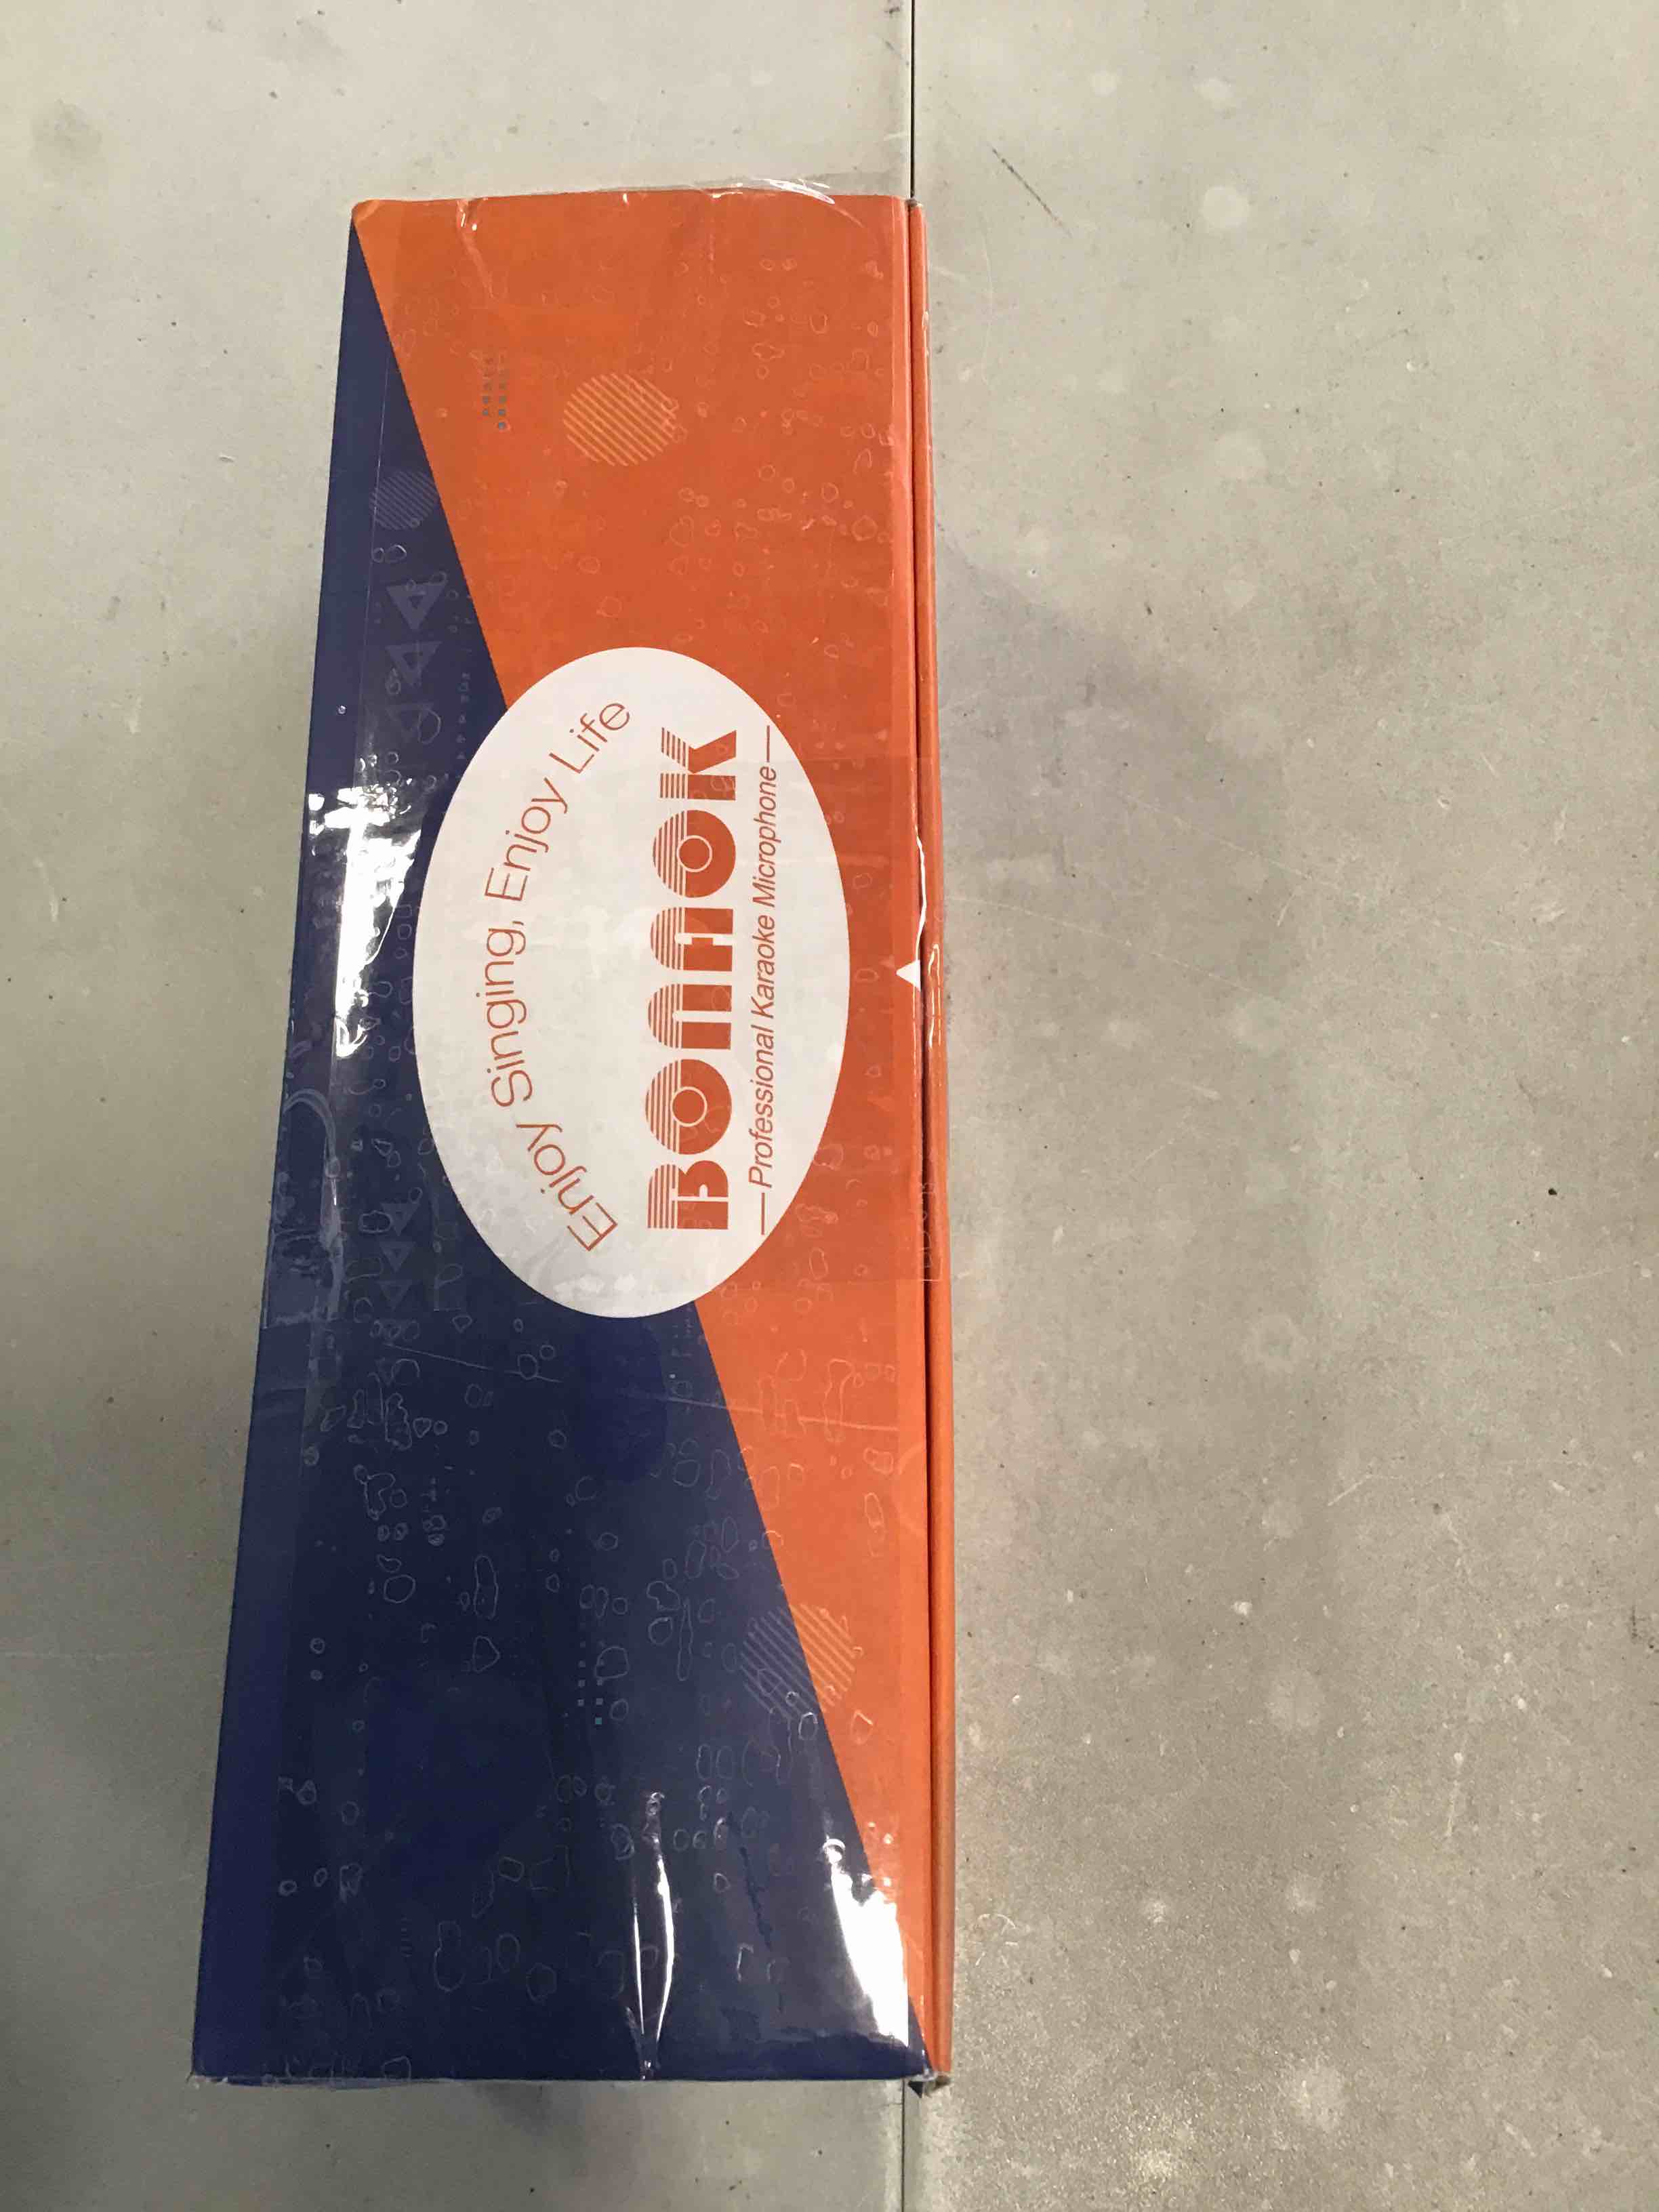 Enjoy Singing, Enjoy Life
BONAOK
—Professional Karaoke Microphone—